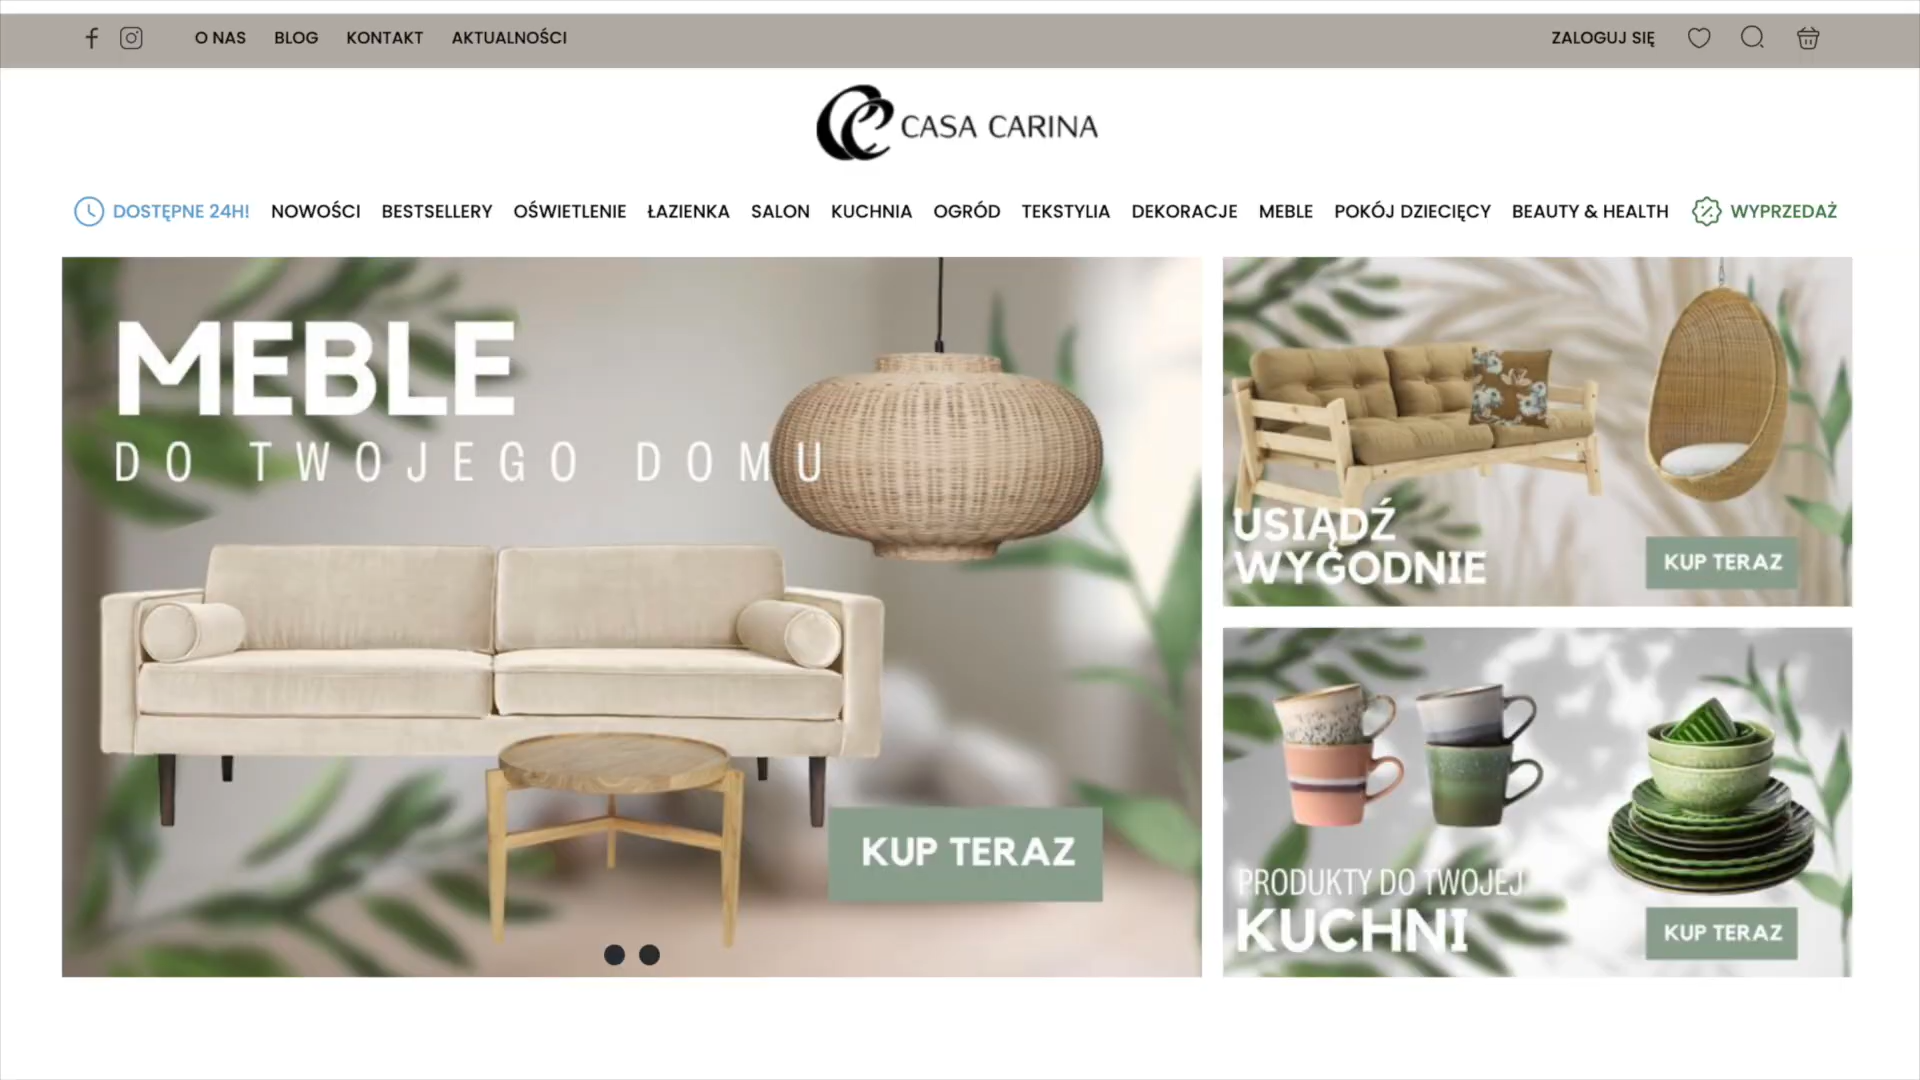 O NAS BLOG KONTAKT AKTUALNOŚCI ZALOGUJ SIĘ
CASA CARINA
DOSTĘPNE 24H! NOWOŚCI BESTSELLERY OŚWIETLENIE ŁAZIENKA SALON KUCHNIA OGRÓD TEKSTYLIA DEKORACJE MEBLE POKÓJ DZIECIĘCY BEAUTY & HEALTH WYPRZEDAŻ
MEBLE
DO TWOJEGO DOMU
KUP TERAZ
USIĄDŹ
WYGODNIE
KUP TERAZ
PRODUKTY DO TWOJEJ
KUCHNI
KUP TERAZ